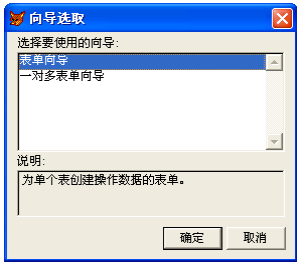 向导选取
选择要使用的向导:
表单向导
一对多表单向导
说明:
为单个表创建操作数据的表单。
确定
取消